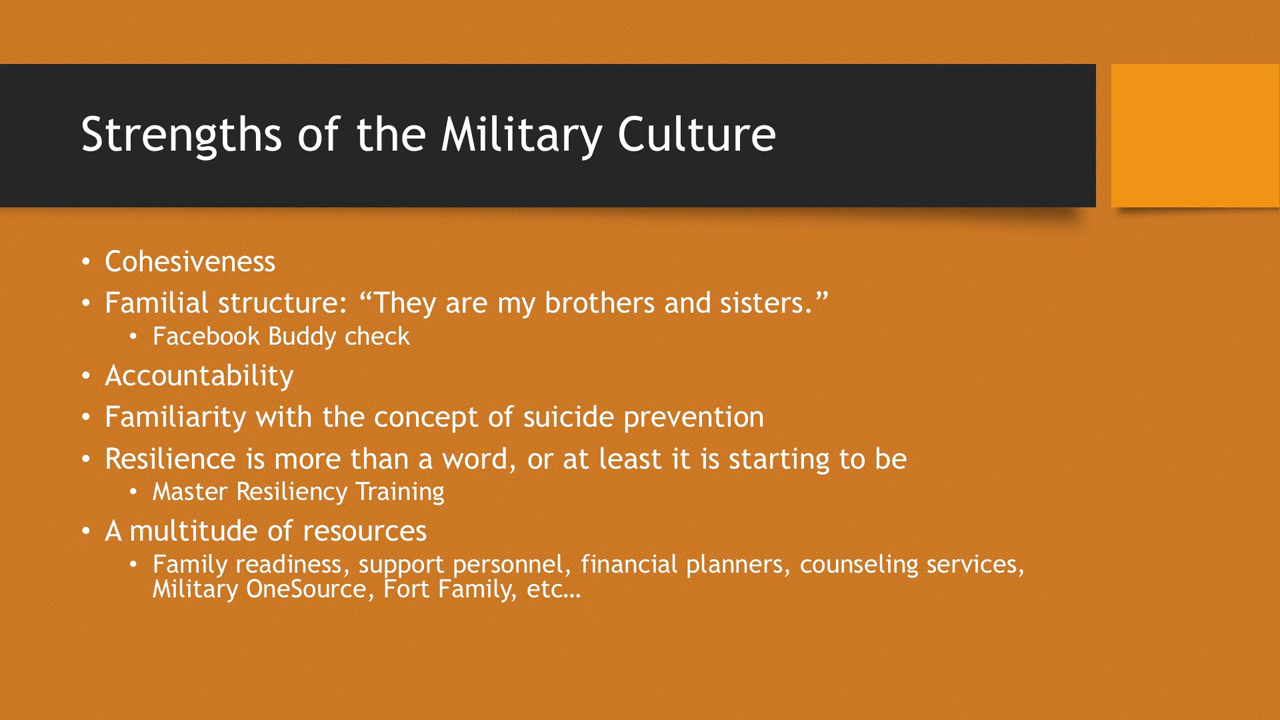 Strengths of the Military Culture
• Cohesiveness
• Familial structure: “They are my brothers and sisters.”
• Facebook Buddy check
• Accountability
• Familiarity with the concept of suicide prevention
• Resilience is more than a word, or at least it is starting to be
• Master Resiliency Training
• A multitude of resources
• Family readiness, support personnel, financial planners, counseling services,
Military OneSource, Fort Family, etc…